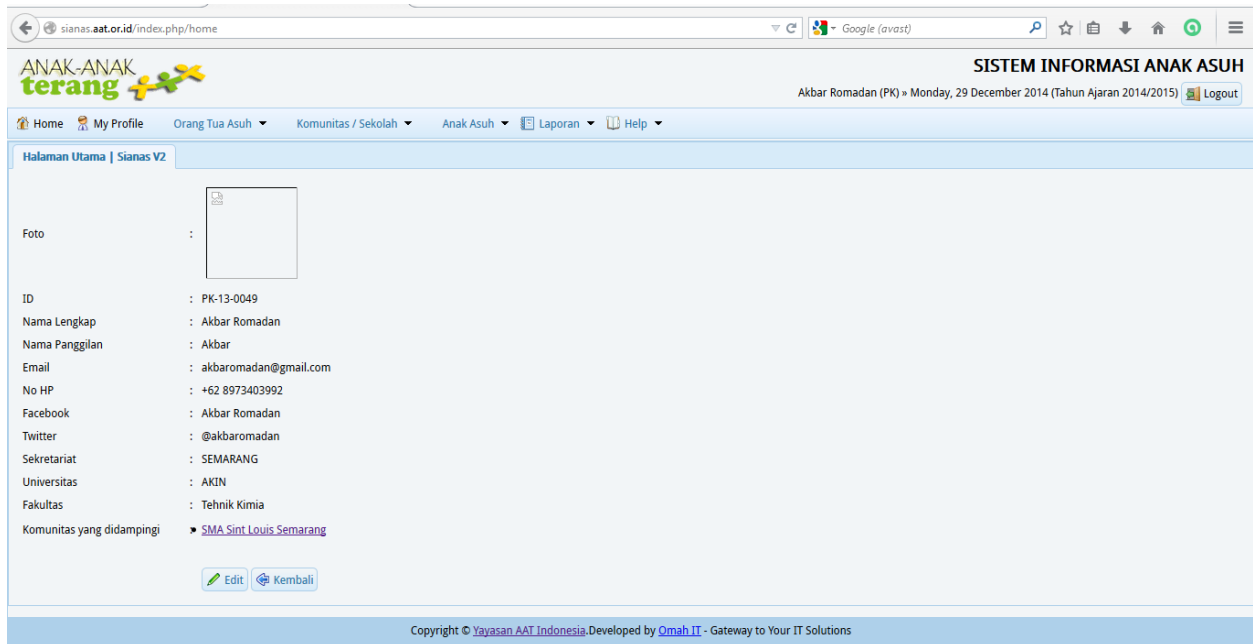 sianas.aat.or.id/index.php/home
Google (avast)
ANAK-ANAK
terang
SISTEM INFORMASI ANAK ASUH
Akbar Romadan (PK) » Monday, 29 December 2014 (Tahun Ajaran 2014/2015) Logout
Home My Profile Orang Tua Asuh Komunitas / Sekolah Anak Asuh Laporan Help
Halaman Utama | Sianas V2
Foto :
ID : PK-13-0049
Nama Lengkap : Akbar Romadan
Nama Panggilan : Akbar
Email : akbaromadan@gmail.com
No HP : +62 8973403992
Facebook : Akbar Romadan
Twitter : @akbaromadan
Sekretariat : SEMARANG
Universitas : AKIN
Fakultas : Tehnik Kimia
Komunitas yang didampingi : SMA Sint Louis Semarang
Edit Kembali
Copyright © Yayasan AAT Indonesia.Developed by Omah IT - Gateway to Your IT Solutions